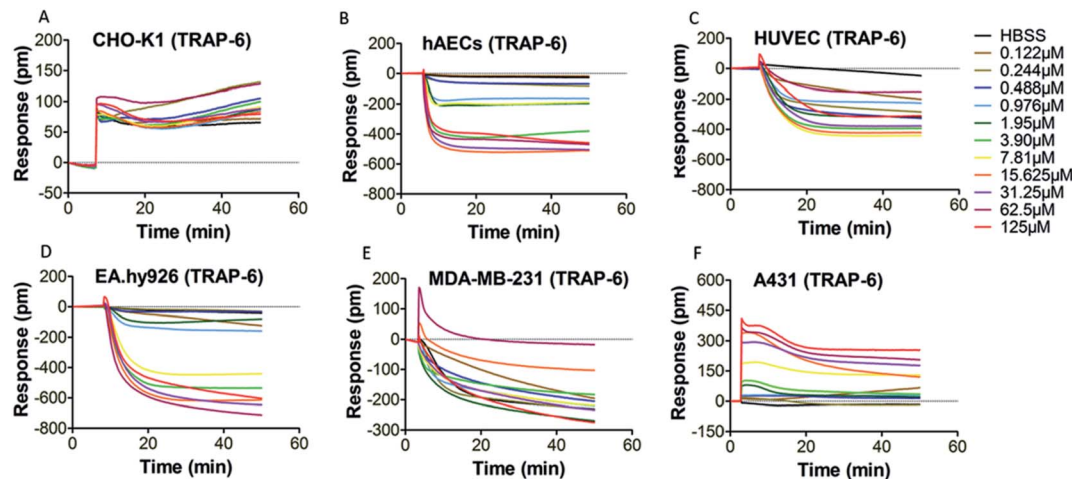 A
CHO-K1 (TRAP-6)
Response (pm)
200
150
100
50
0
-50
0 20 40 60
Time (min)
B
hAECs (TRAP-6)
Response (pm)
200
0
-200
-400
-600
-800
0 20 40 60
Time (min)
C
HUVEC (TRAP-6)
Response (pm)
200
0
-200
-400
-600
-800
0 20 40 60
Time (min)
HBSS
0.122µM
0.244µM
0.488µM
0.976µM
1.95µM
3.90µM
7.81µM
15.625µM
31.25µM
62.5µM
125µM
D
EA.hy926 (TRAP-6)
Response (pm)
200
0
-200
-400
-600
-800
0 20 40 60
Time (min)
E
MDA-MB-231 (TRAP-6)
Response (pm)
200
100
0
-100
-200
-300
0 20 40 60
Time (min)
F
A431 (TRAP-6)
Response (pm)
600
450
300
150
0
-150
0 20 40 60
Time (min)